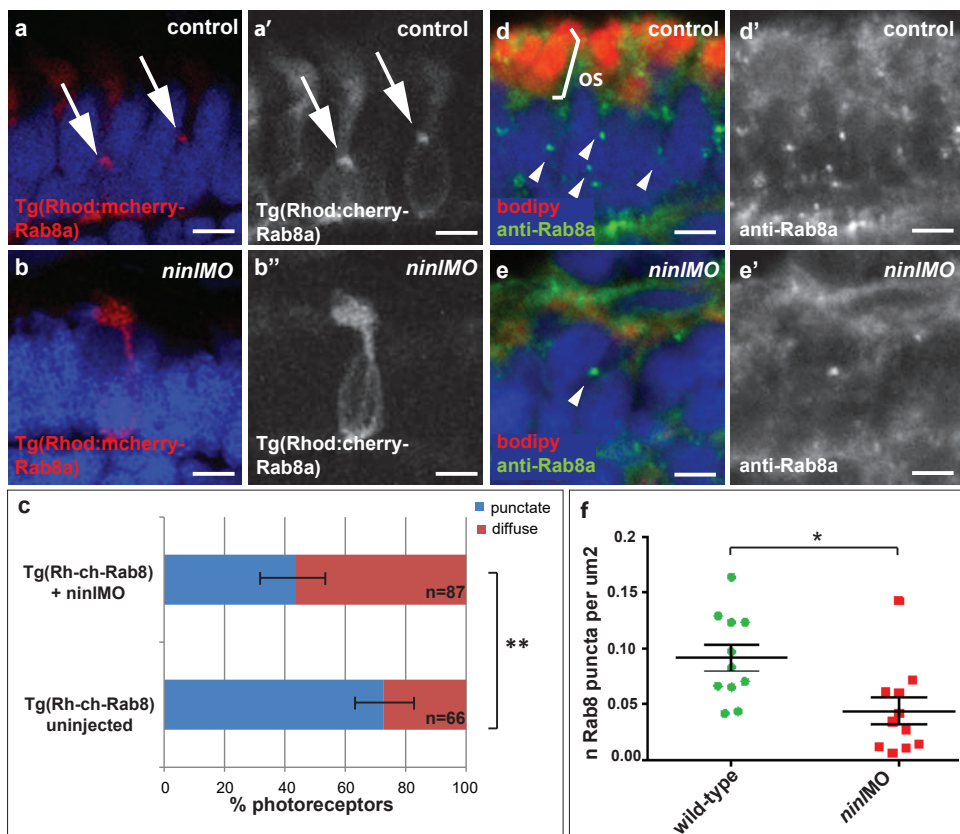 a
control
Tg(Rhod:mcherry-
Rab8a)
a′
control
Tg(Rhod:cherry-
Rab8a)
d
control
OS
bodipy
anti-Rab8a
d'
anti-Rab8a
b
ninlMO
Tg(Rhod:mcherry-
Rab8a)
b"
ninlMO
Tg(Rhod:cherry-
Rab8a)
e
ninlMO
bodipy
anti-Rab8a
e'
anti-Rab8a
c
punctate
diffuse
Tg(Rh-ch-Rab8)
+ ninlMO
n=87
**
Tg(Rh-ch-Rab8)
uninjected
n=66
0 20 40 60 80 100
% photoreceptors
f
*
n Rab8 puncta per um2
0.2
0.15
0.10
0.05
0.00
wild-type
ninlMO